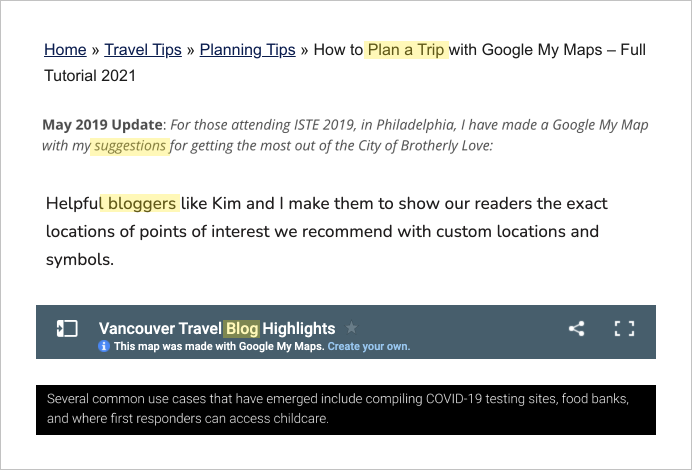 Home » Travel Tips » Planning Tips » How to Plan a Trip with Google My Maps – Full
Tutorial 2021
May 2019 Update: For those attending ISTE 2019, in Philadelphia, I have made a Google My Map
with my suggestions for getting the most out of the City of Brotherly Love:
Helpful bloggers like Kim and I make them to show our readers the exact
locations of points of interest we recommend with custom locations and
symbols.
Vancouver Travel Blog Highlights
This map was made with Google My Maps. Create your own.
Several common use cases that have emerged include compiling COVID-19 testing sites, food banks,
and where first responders can access childcare.